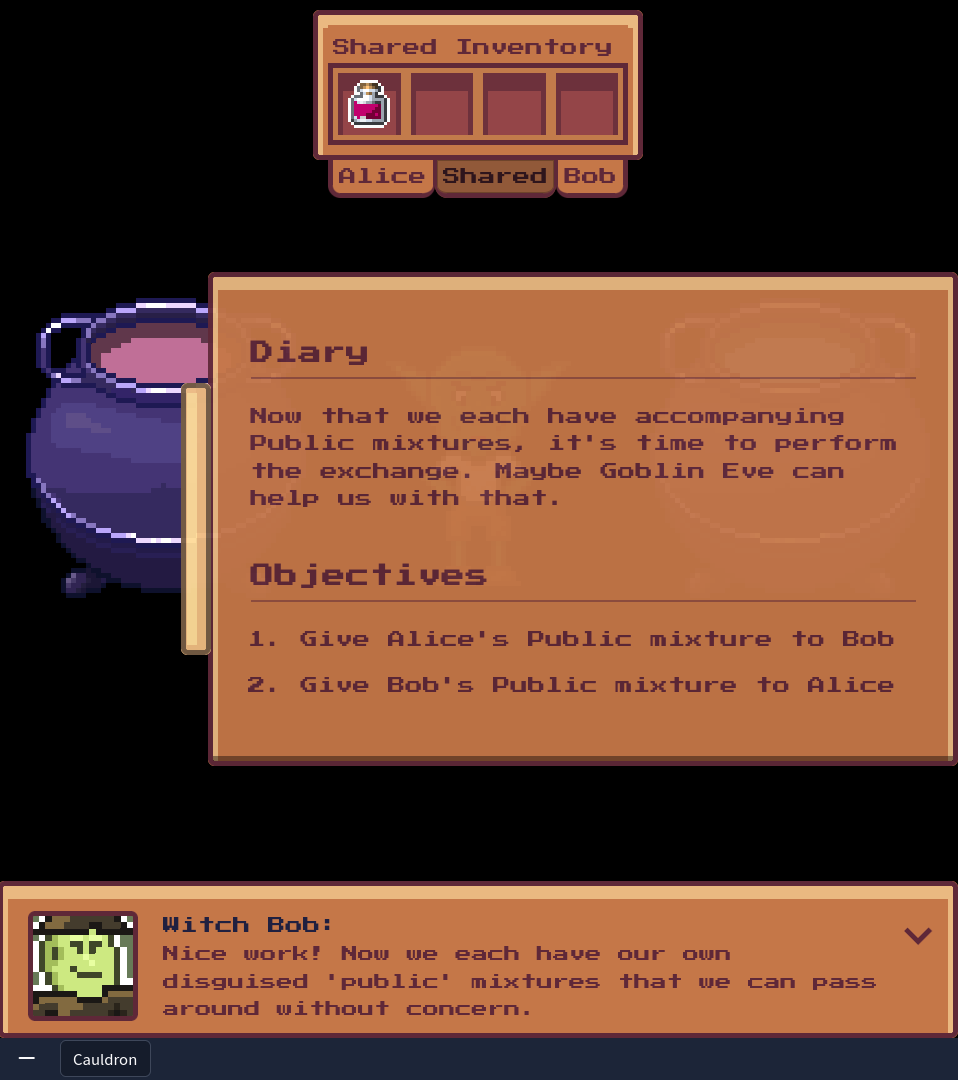 Shared Inventory
Alice
Shared
Bob
Diary
Now that we each have accompanying
Public mixtures, it's time to perform
the exchange. Maybe Goblin Eve can
help us with that.
Objectives
1. Give Alice's Public mixture to Bob
2. Give Bob's Public mixture to Alice
Witch Bob:
Nice work! Now we each have our own
disguised 'public' mixtures that we can pass
around without concern.
Cauldron